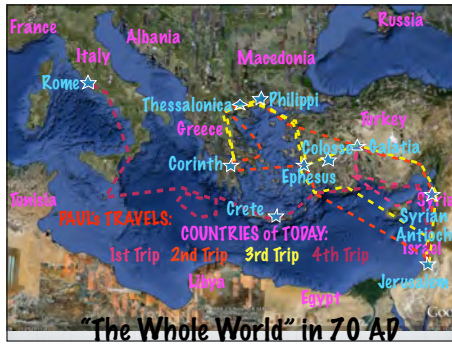 France
Russia
Albania
Italy
Macedonia
Rome
Thessalonica
Philippi
Turkey
Greece
Colosse
Galatia
Corinth
Ephesus
Tunisia
Syria
Crete
PAUL's TRAVELS:
Syrian
Antioch
COUNTRIES of TODAY:
Israel
1st Trip 2nd Trip 3rd Trip 4th Trip
Jerusalem
Libya
Egypt
Go
"The Whole World" in 70 AD